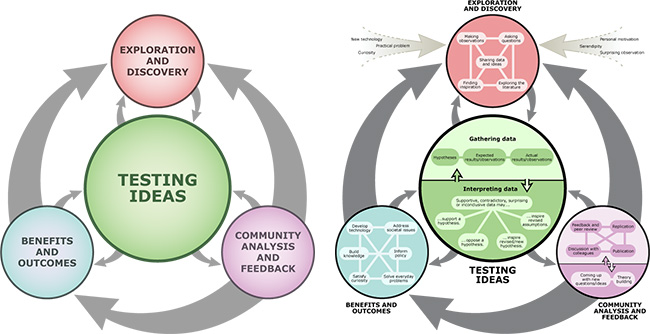 EXPLORATION
AND
DISCOVERY
TESTING
IDEAS
BENEFITS
AND
OUTCOMES
COMMUNITY
ANALYSIS AND
FEEDBACK
EXPLORATION
AND DISCOVERY
New technology
Practical problem
Curiosity
Personal motivation
Serendipity
Surprising observation
Making
observations
Asking
questions
Sharing data
and ideas
Finding
inspiration
Exploring the
literature
Gathering data
Hypotheses
Expected
results/observations
Actual
results/observations
Interpreting data
Supportive, contradictory, surprising
or inconclusive data may...
...support a
hypothesis.
...oppose a
hypothesis.
...inspire
revised/new
hypothesis.
...inspire
revised
assumptions.
TESTING
IDEAS
Develop
technology
Address
societal issues
Build
knowledge
Inform
policy
Satisfy
curiosity
Solve everyday
problems
BENEFITS AND
OUTCOMES
Feedback and
peer review
Replication
Discussion with
colleagues
Publication
Coming up with
new questions/ideas
Theory
building
COMMUNITY
ANALYSIS AND
FEEDBACK